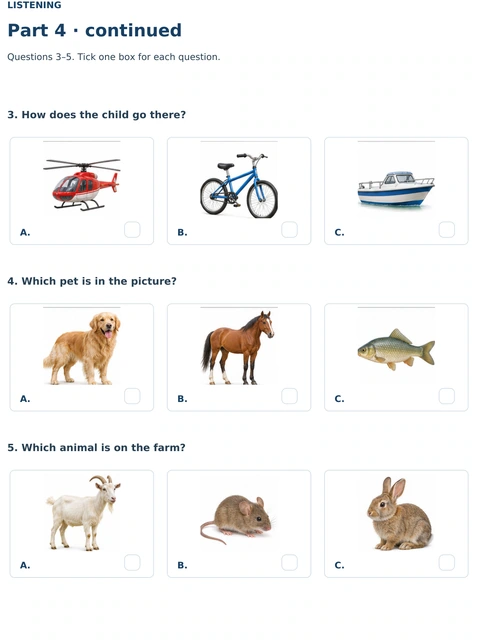 LISTENING
Part 4 · continued
Questions 3–5. Tick one box for each question.
3. How does the child go there?
A.
B.
C.
4. Which pet is in the picture?
A.
B.
C.
5. Which animal is on the farm?
A.
B.
C.